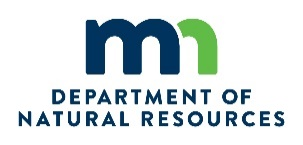 mn
DEPARTMENT OF
NATURAL RESOURCES